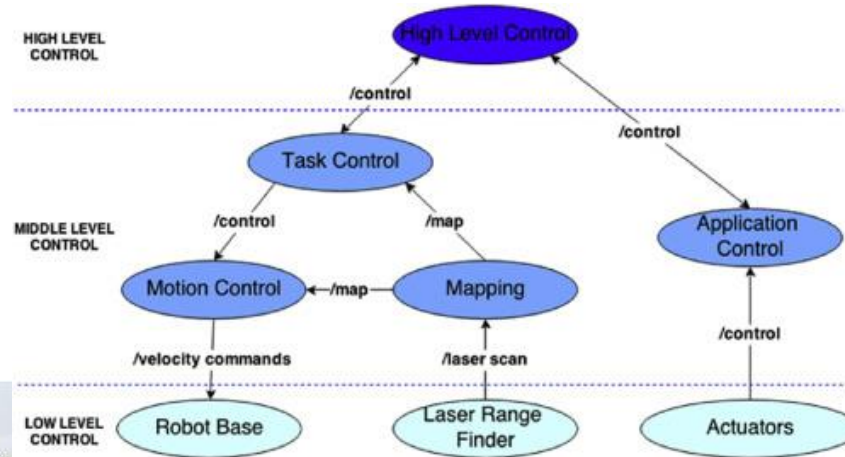 HIGH LEVEL
CONTROL
High Level Control
/control
/control
Task Control
/control
/map
MIDDLE LEVEL
CONTROL
Application
Control
Motion Control
/map
Mapping
/control
/velocity commands
/laser scan
LOW LEVEL
CONTROL
Robot Base
Laser Range
Finder
Actuators